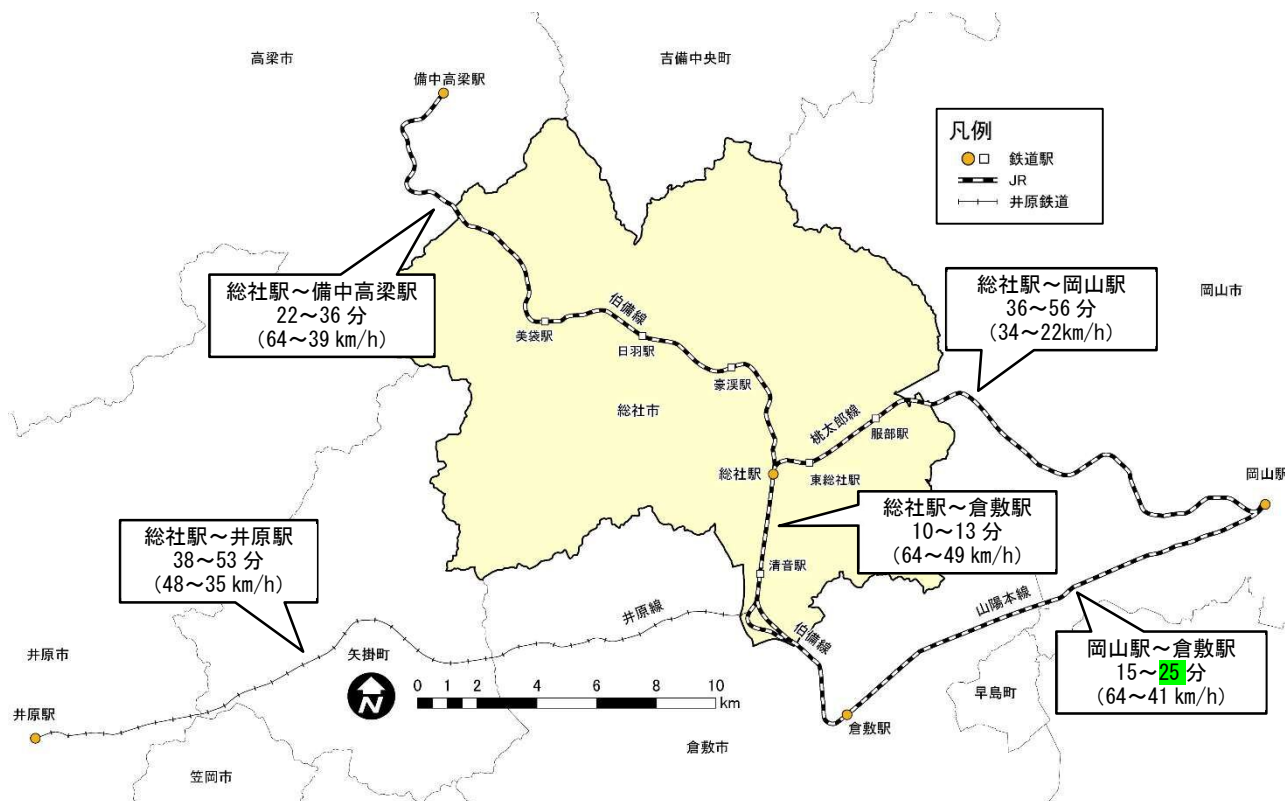 高梁市
吉備中央町
備中高梁駅
凡例
鉄道駅
JR
井原鉄道
総社駅～備中高梁駅
22～36 分
(64～39 km/h)
伯備線
美袋駅
日羽駅
豪渓駅
総社駅～岡山駅
36～56 分
(34～22km/h)
岡山市
総社市
桃太郎線
服部駅
総社駅
東総社駅
岡山駅
総社駅～井原駅
38～53 分
(48～35 km/h)
総社駅～倉敷駅
10～13 分
(64～49 km/h)
清音駅
井原線
伯備線
山陽本線
岡山駅～倉敷駅
15～25 分
(64～41 km/h)
井原市
矢掛町
早島町
N
0 1 2 4 6 8 10
km
井原駅
倉敷駅
倉敷市
笠岡市